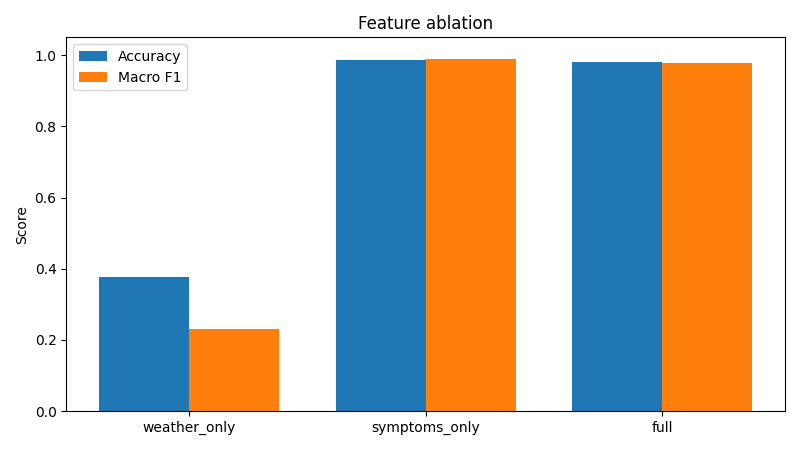 Feature ablation
Accuracy
Macro F1
1.0
0.8
0.6
0.4
0.2
0.0
Score
weather_only symptoms_only full